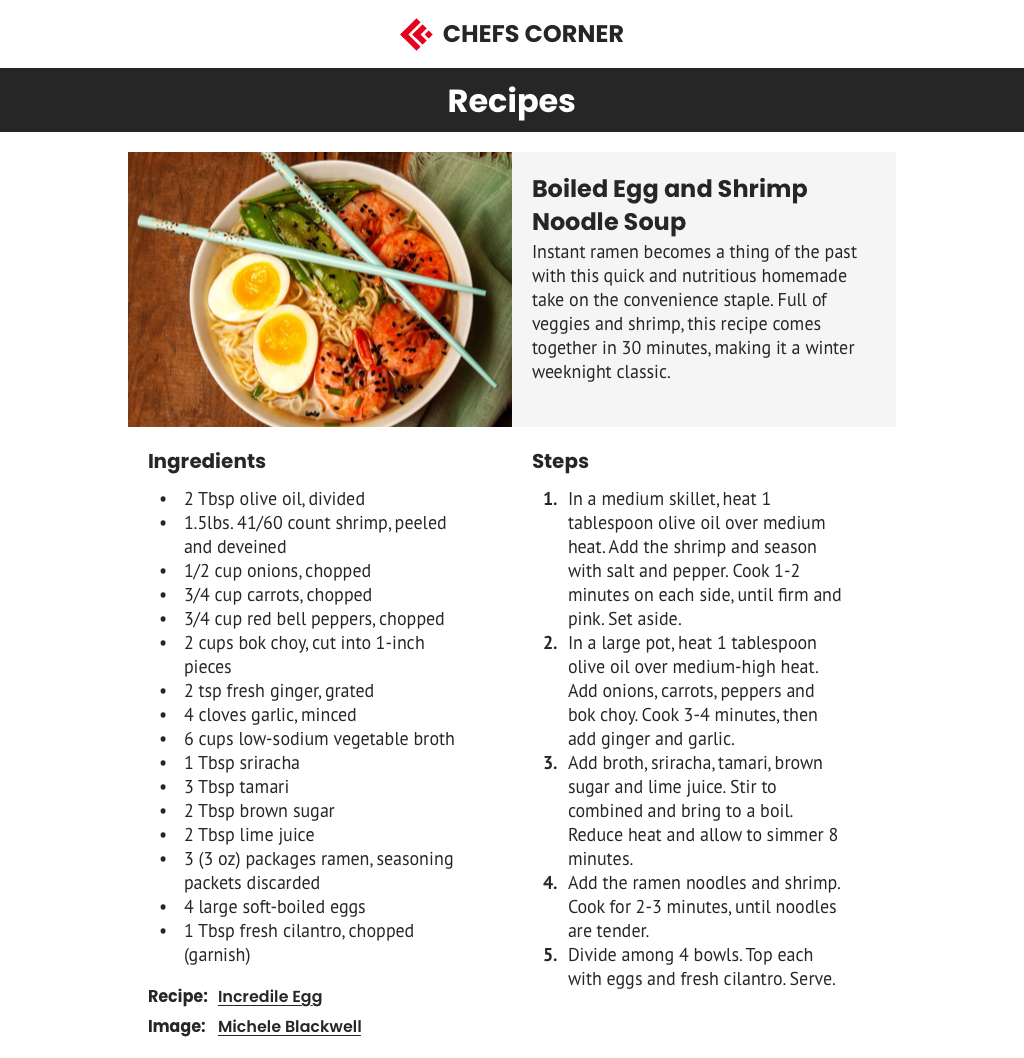 CHEFS CORNER
Recipes
Boiled Egg and Shrimp
Noodle Soup
Instant ramen becomes a thing of the past
with this quick and nutritious homemade
take on the convenience staple. Full of
veggies and shrimp, this recipe comes
together in 30 minutes, making it a winter
weeknight classic.
Ingredients
• 2 Tbsp olive oil, divided
• 1.5lbs. 41/60 count shrimp, peeled
and deveined
• 1/2 cup onions, chopped
• 3/4 cup carrots, chopped
• 3/4 cup red bell peppers, chopped
• 2 cups bok choy, cut into 1-inch
pieces
• 2 tsp fresh ginger, grated
• 4 cloves garlic, minced
• 6 cups low-sodium vegetable broth
• 1 Tbsp sriracha
• 3 Tbsp tamari
• 2 Tbsp brown sugar
• 2 Tbsp lime juice
• 3 (3 oz) packages ramen, seasoning
packets discarded
• 4 large soft-boiled eggs
• 1 Tbsp fresh cilantro, chopped
(garnish)
Recipe: Incredile Egg
Image: Michele Blackwell
Steps
1. In a medium skillet, heat 1
tablespoon olive oil over medium
heat. Add the shrimp and season
with salt and pepper. Cook 1-2
minutes on each side, until firm and
pink. Set aside.
2. In a large pot, heat 1 tablespoon
olive oil over medium-high heat.
Add onions, carrots, peppers and
bok choy. Cook 3-4 minutes, then
add ginger and garlic.
3. Add broth, sriracha, tamari, brown
sugar and lime juice. Stir to
combined and bring to a boil.
Reduce heat and allow to simmer 8
minutes.
4. Add the ramen noodles and shrimp.
Cook for 2-3 minutes, until noodles
are tender.
5. Divide among 4 bowls. Top each
with eggs and fresh cilantro. Serve.